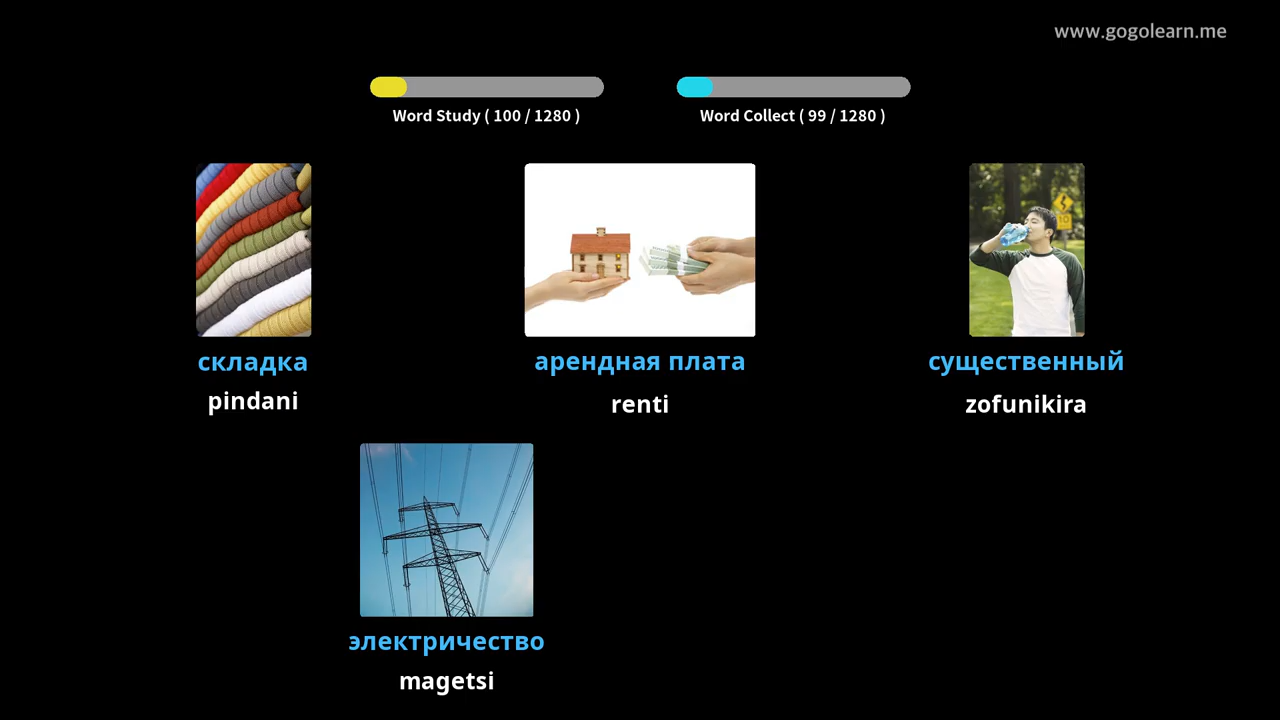 www.gogolearn.me
Word Study ( 100 / 1280 )
Word Collect ( 99 / 1280 )
складка
pindani
арендная плата
renti
существенный
zofunikira
электричество
magetsi